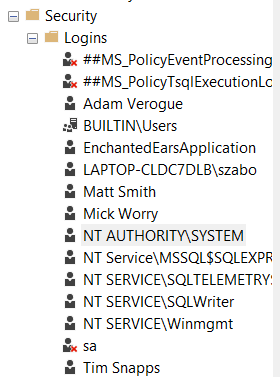 Security
Logins
##MS_PolicyEventProcessing
##MS_PolicyTsqlExecutionLo
Adam Verogue
BUILTIN\Users
EnchantedEarsApplication
LAPTOP-CLDC7DLB\szabo
Matt Smith
Mick Worry
NT AUTHORITY\SYSTEM
NT Service\MSSQL$SQLEXPR
NT SERVICE\SQLTELEMETRYS
NT SERVICE\SQLWriter
NT SERVICE\Winmgmt
sa
Tim Snapps